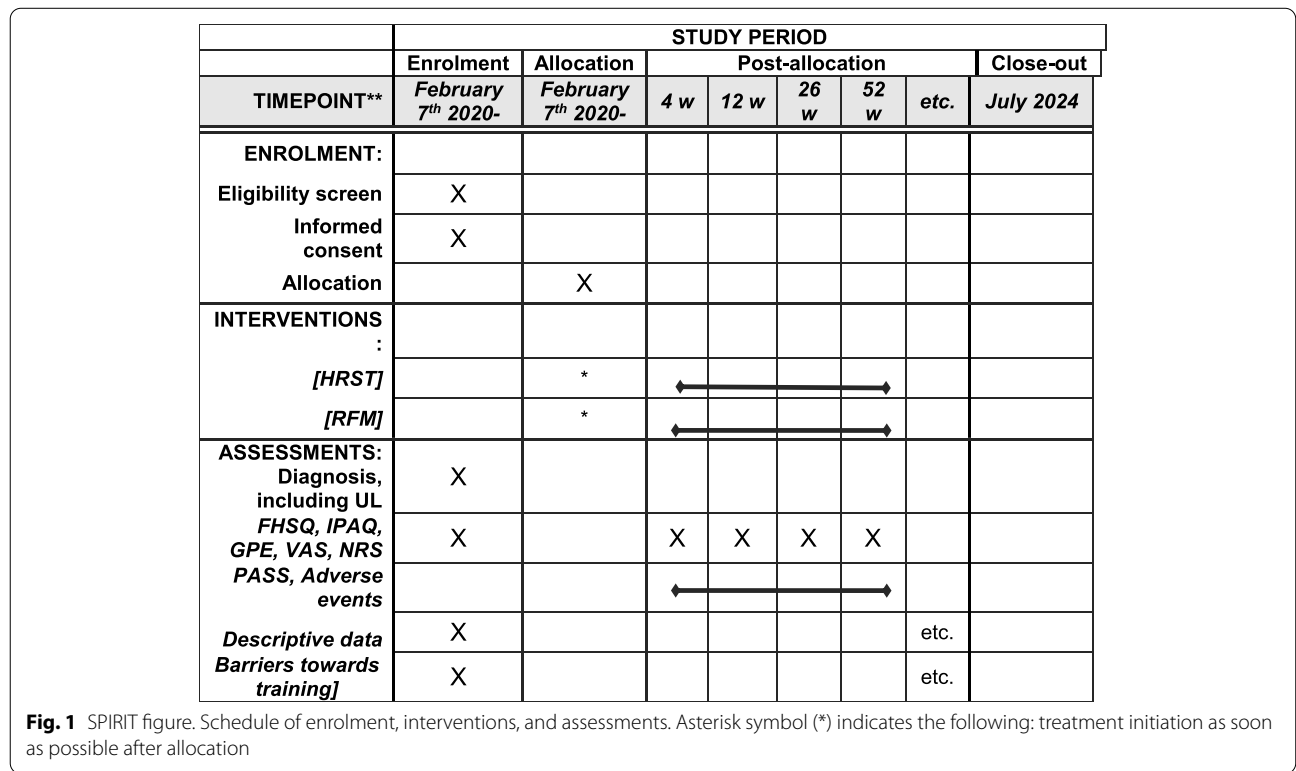 STUDY PERIOD
Enrolment Allocation Post-allocation Close-out
TIMEPOINT** February 7th 2020- February 7th 2020- 4 w 12 w 26 w 52 w etc. July 2024
ENROLMENT:
Eligibility screen X
Informed
consent X
Allocation X
INTERVENTIONS
:
[HRST] *
[RFM] *
ASSESSMENTS:
Diagnosis,
including UL X
FHSQ, IPAQ,
GPE, VAS, NRS X X X X X
PASS, Adverse
events
Descriptive data X etc.
Barriers towards
training] X etc.
Fig. 1 SPIRIT figure. Schedule of enrolment, interventions, and assessments. Asterisk symbol (*) indicates the following: treatment initiation as soon
as possible after allocation